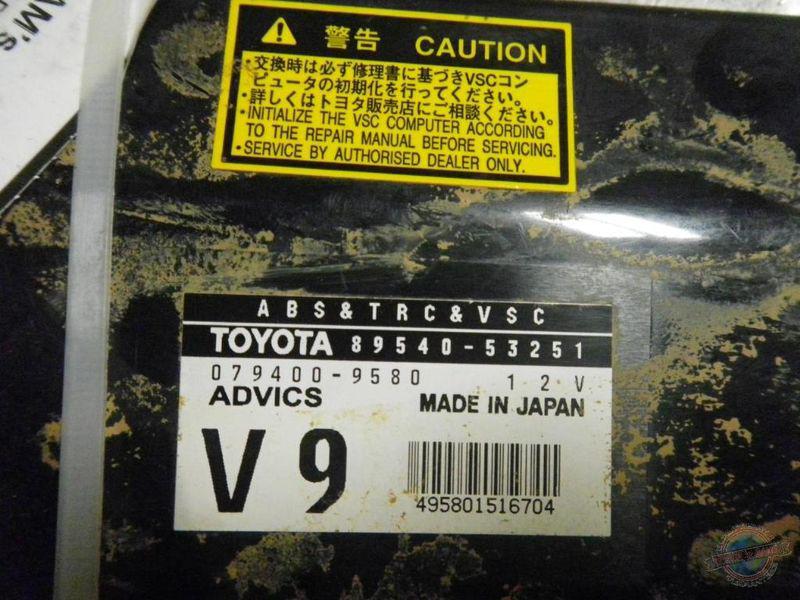 AM'S
警告 CAUTION
・交換時は必ず修理書に基づきVSCコン
ピュータの初期化を行ってください。
・詳しくはトヨタ販売店にご相談ください。
・INITIALIZE THE VSC COMPUTER ACCORDING
TO THE REPAIR MANUAL BEFORE SERVICING.
・SERVICE BY AUTHORISED DEALER ONLY.
ABS&TRC&VSC
TOYOTA 89540-53251
079400-9580 12V
ADVICS MADE IN JAPAN
V9
495801516704